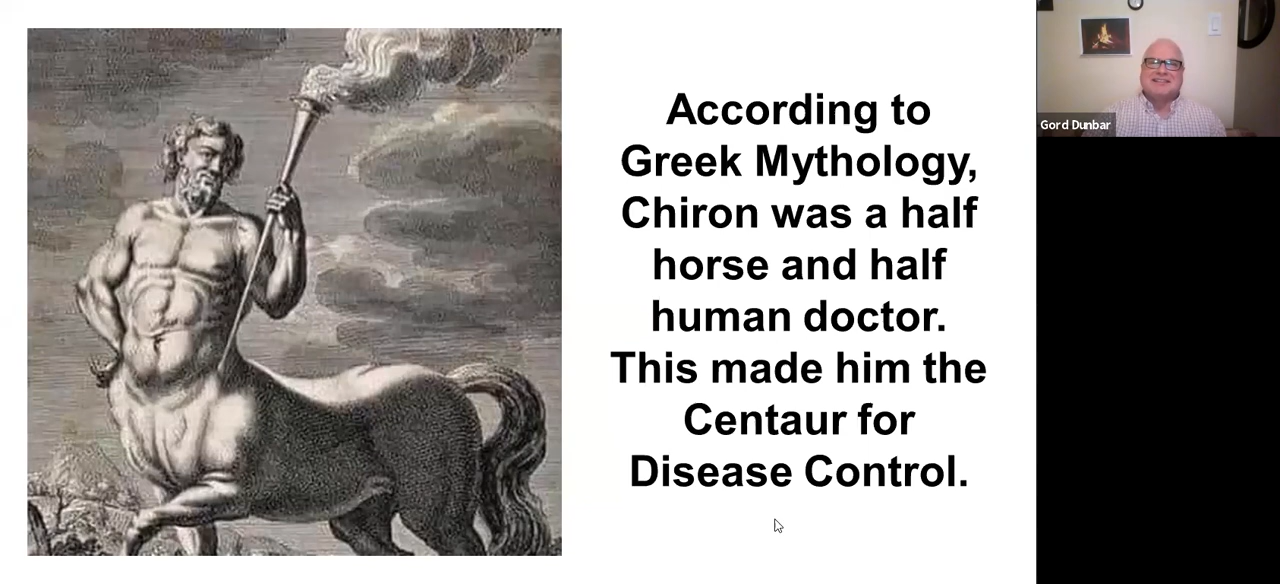 According to
Greek Mythology,
Chiron was a half
horse and half
human doctor.
This made him the
Centaur for
Disease Control.
Gord Dunbar